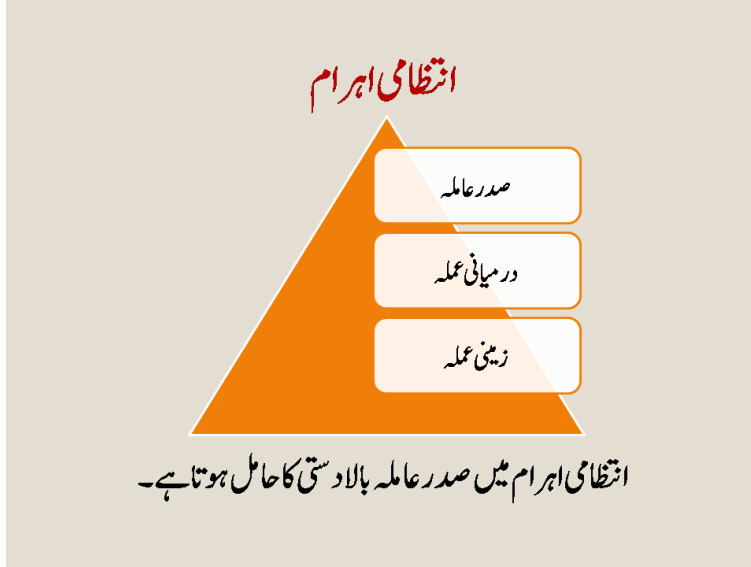 انتظامی اہرام
صدر عاملہ
درمیانی عملہ
زمینی عملہ
انتظامی اہرام میں صدر عاملہ بالادستی کا حامل ہوتا ہے۔